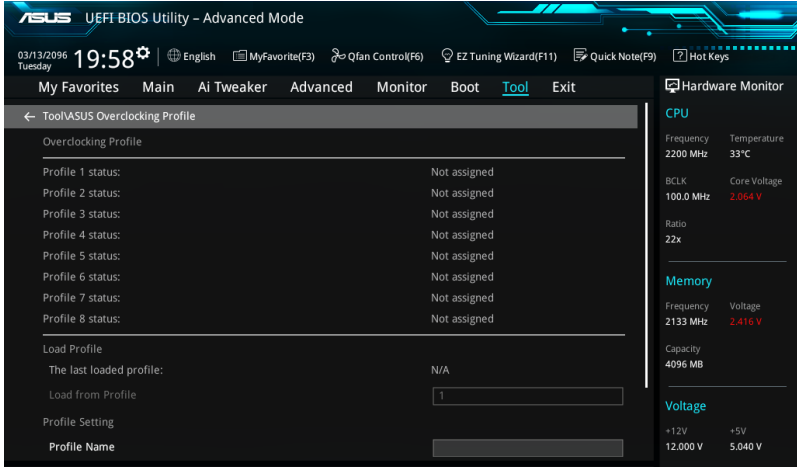 ASUS UEFI BIOS Utility – Advanced Mode
03/13/2096 Tuesday 19:58 English MyFavorite(F3) Qfan Control(F6) EZ Tuning Wizard(F11) Quick Note(F9) ? Hot Keys
My Favorites Main Ai Tweaker Advanced Monitor Boot Tool Exit
← Tool\ASUS Overclocking Profile
Overclocking Profile
Profile 1 status: Not assigned
Profile 2 status: Not assigned
Profile 3 status: Not assigned
Profile 4 status: Not assigned
Profile 5 status: Not assigned
Profile 6 status: Not assigned
Profile 7 status: Not assigned
Profile 8 status: Not assigned
Load Profile
The last loaded profile: N/A
Load from Profile 1
Profile Setting
Profile Name
Hardware Monitor
CPU
Frequency Temperature
2200 MHz 33°C
BCLK Core Voltage
100.0 MHz 2.064 V
Ratio
22x
Memory
Frequency Voltage
2133 MHz 2.416 V
Capacity
4096 MB
Voltage
+12V +5V
12.000 V 5.040 V